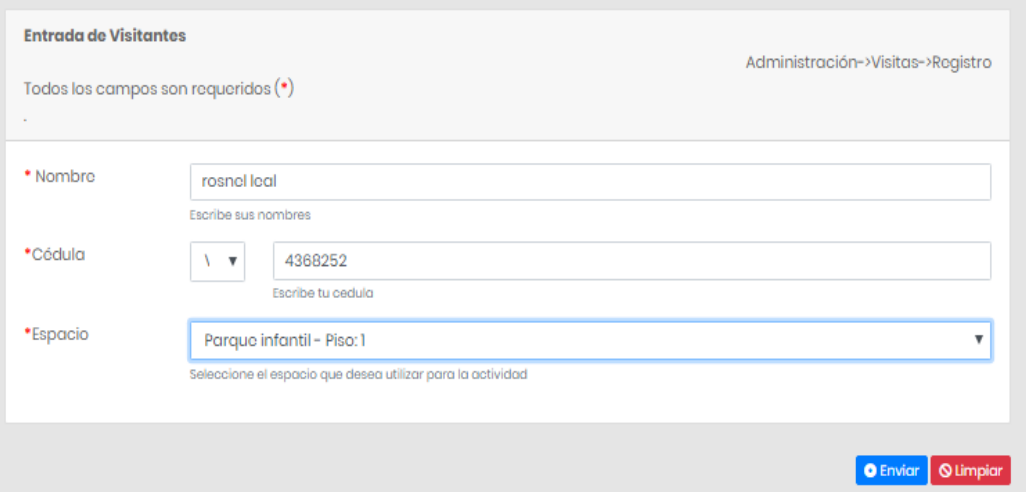 Entrada de Visitantes
Administración->Visitas->Registro
Todos los campos son requeridos (*)
.
* Nombre
rosnel leal
Escribe sus nombres
*Cédula
4368252
Escribe tu cedula
*Espacio
Parque infantil - Piso: 1
Seleccione el espacio que desea utilizar para la actividad
Enviar
Limpiar